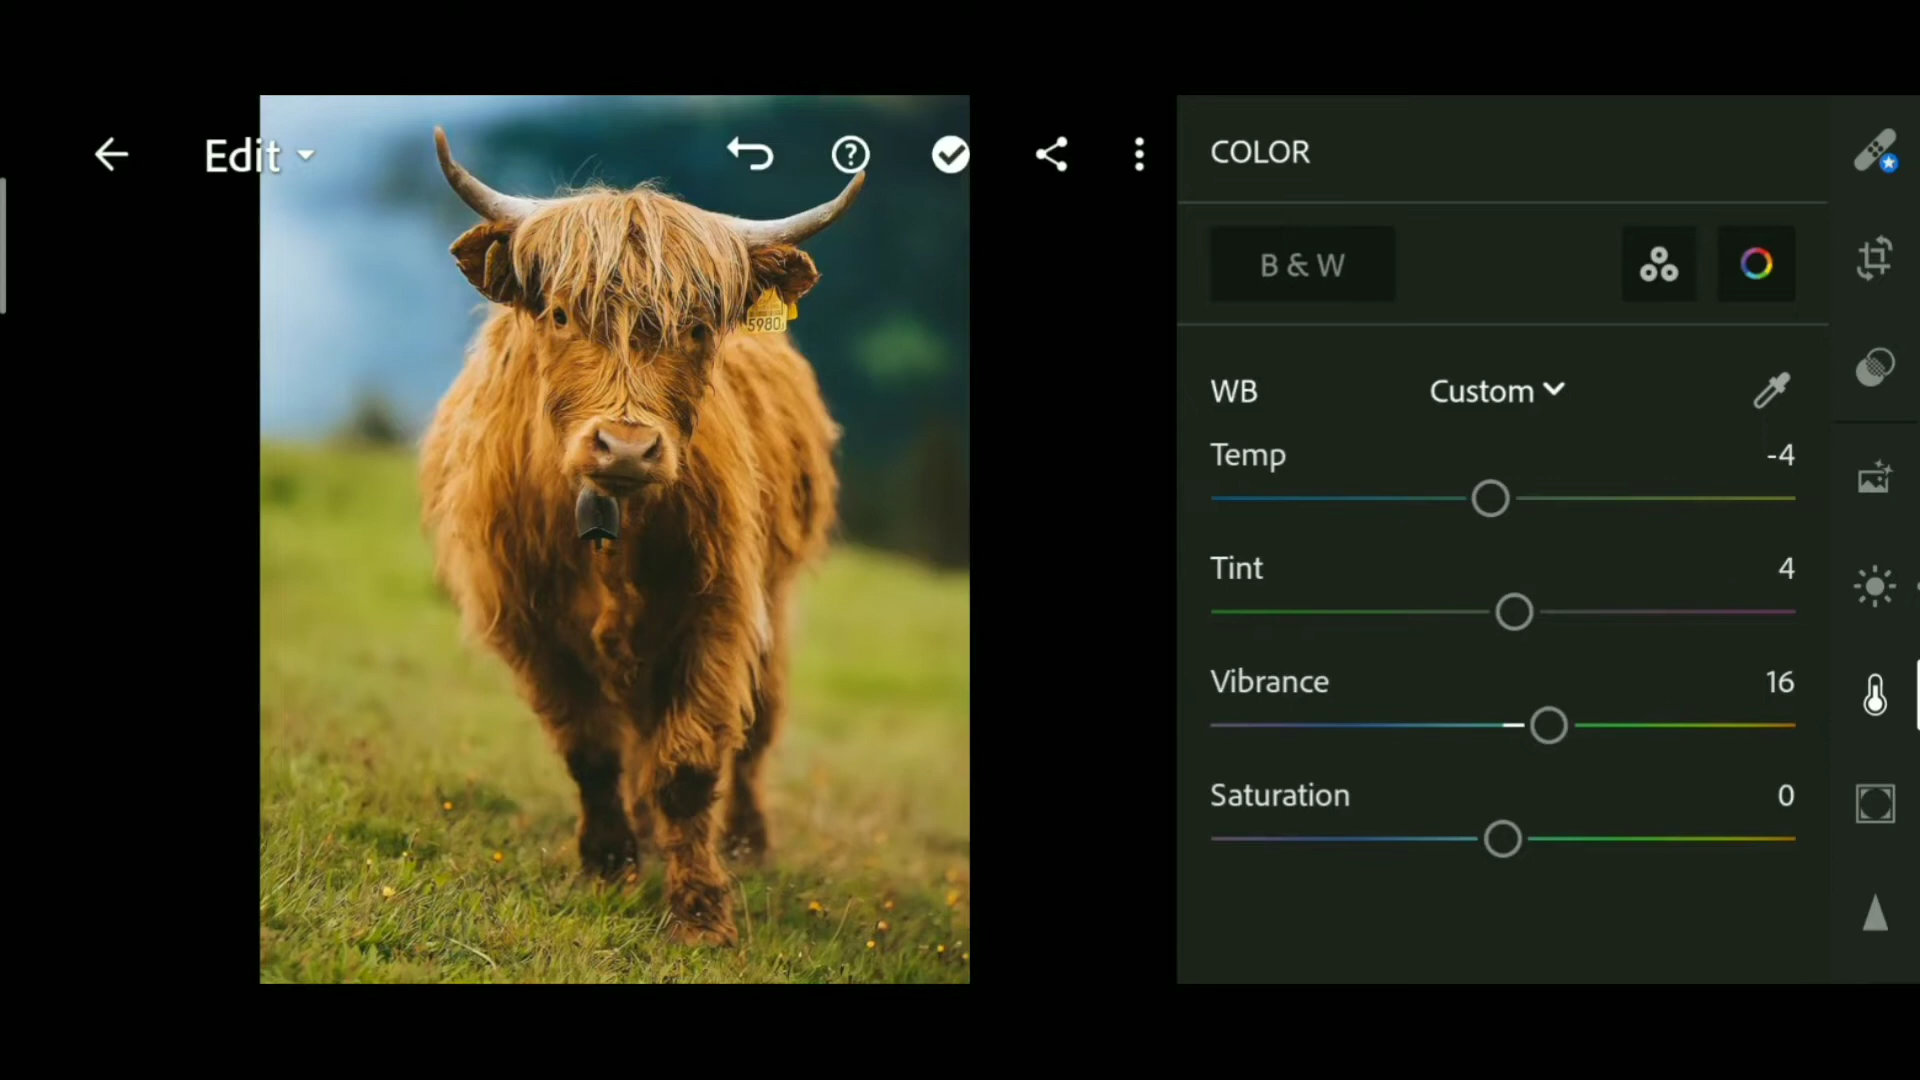 Edit
COLOR
B & W
WB Custom
Temp -4
Tint 4
Vibrance 16
Saturation 0
5980